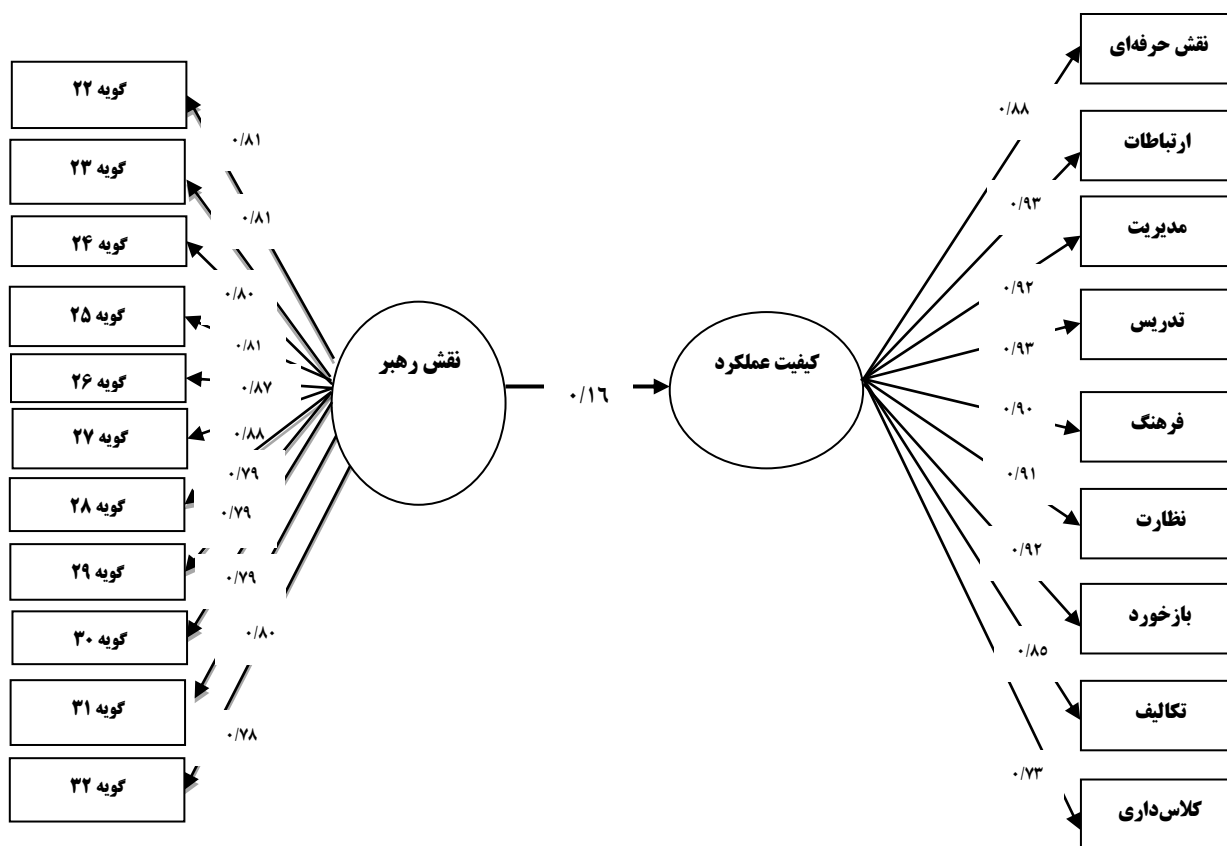 نقش حرفه‌ای
ارتباطات
مدیریت
تدریس
فرهنگ
نظارت
بازخورد
تکالیف
کلاس‌داری
۰/۸۸
۰/۹۳
۰/۹۲
۰/۹۳
۰/۹۰
۰/۹۱
۰/۹۲
۰/۸۵
۰/۷۳
کیفیت عملکرد
۰/۱٦
نقش رهبر
۰/۸۱
۰/۸۱
۰/۸۰
۰/۸۱
۰/۸۷
۰/۸۸
۰/۷۹
۰/۷۹
۰/۷۹
۰/۸۰
۰/۷۸
گویه ۲۲
گویه ۲۳
گویه ۲۴
گویه ۲۵
گویه ۲۶
گویه ۲۷
گویه ۲۸
گویه ۲۹
گویه ۳۰
گویه ۳۱
گویه ۳۲